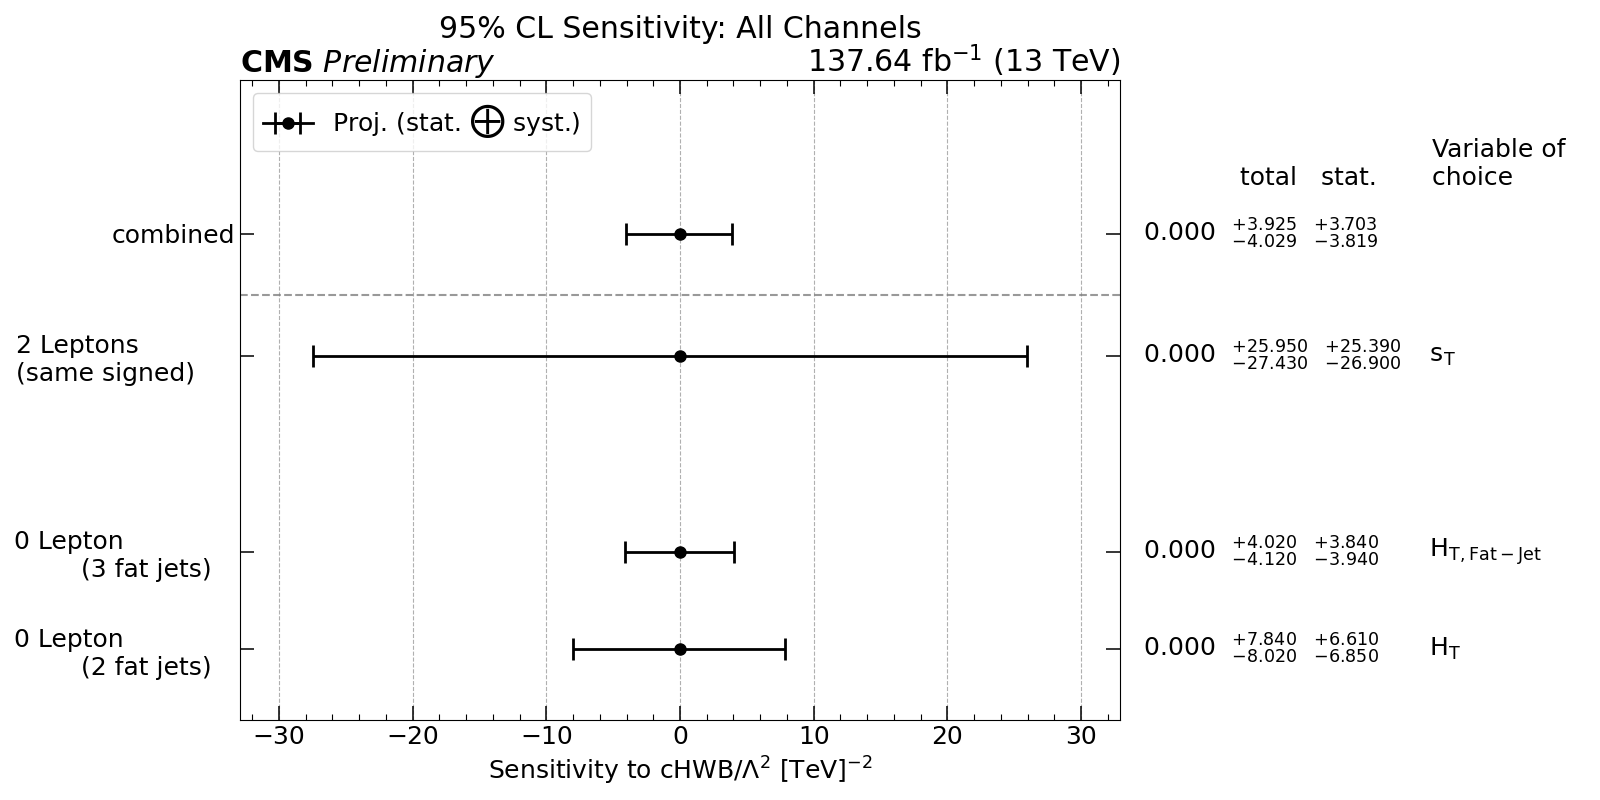 95% CL Sensitivity: All Channels
CMS Preliminary 137.64 fb⁻¹ (13 TeV)
Proj. (stat. ⊕ syst.)
Variable of
total stat. choice
combined 0.000 +3.925 +3.703
−4.029 −3.819
2 Leptons
(same signed) 0.000 +25.950 +25.390 s_T
−27.430 −26.900
0 Lepton
(3 fat jets) 0.000 +4.020 +3.840 H_T, Fat−Jet
−4.120 −3.940
0 Lepton
(2 fat jets) 0.000 +7.840 +6.610 H_T
−8.020 −6.850
−30 −20 −10 0 10 20 30
Sensitivity to cHWB/Λ² [TeV]⁻²